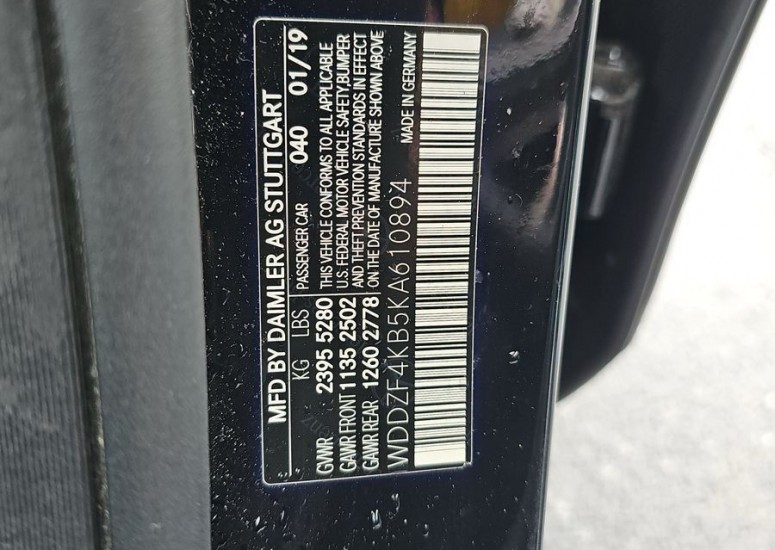 MFD BY DAIMLER AG STUTTGART
KG LBS PASSENGER CAR 040 01/19
GVWR 2395 5280 THIS VEHICLE CONFORMS TO ALL APPLICABLE
GAWR FRONT 1135 2502 U.S. FEDERAL MOTOR VEHICLE SAFETY, BUMPER
AND THEFT PREVENTION STANDARDS IN EFFECT
GAWR REAR 1260 2778 ON THE DATE OF MANUFACTURE SHOWN ABOVE
WDDZF4KB5KA610894 MADE IN GERMANY